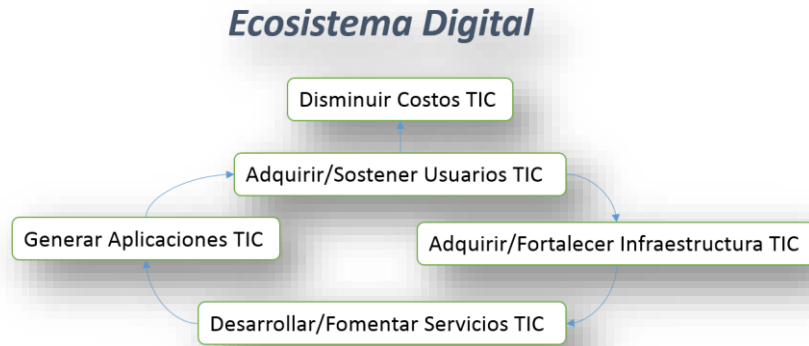 Ecosistema Digital
Disminuir Costos TIC
Adquirir/Sostener Usuarios TIC
Generar Aplicaciones TIC
Adquirir/Fortalecer Infraestructura TIC
Desarrollar/Fomentar Servicios TIC